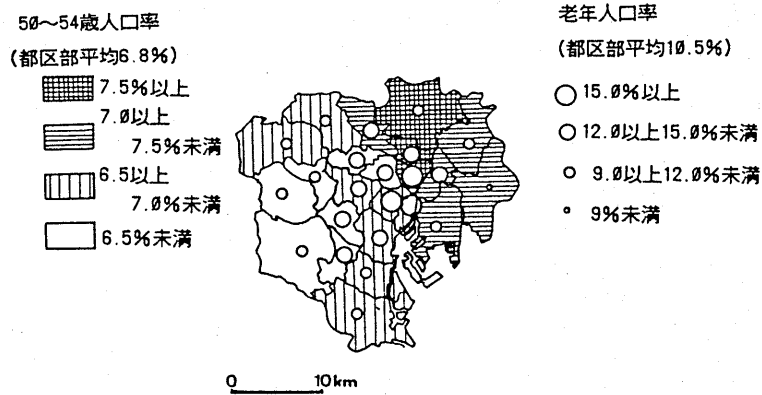 50～54歳人口率
(都区部平均6.8%)
7.5%以上
7.0以上
7.5%未満
6.5以上
7.0%未満
6.5%未満
老年人口率
(都区部平均10.5%)
15.0%以上
12.0以上15.0%未満
9.0以上12.0%未満
9%未満
0 10km